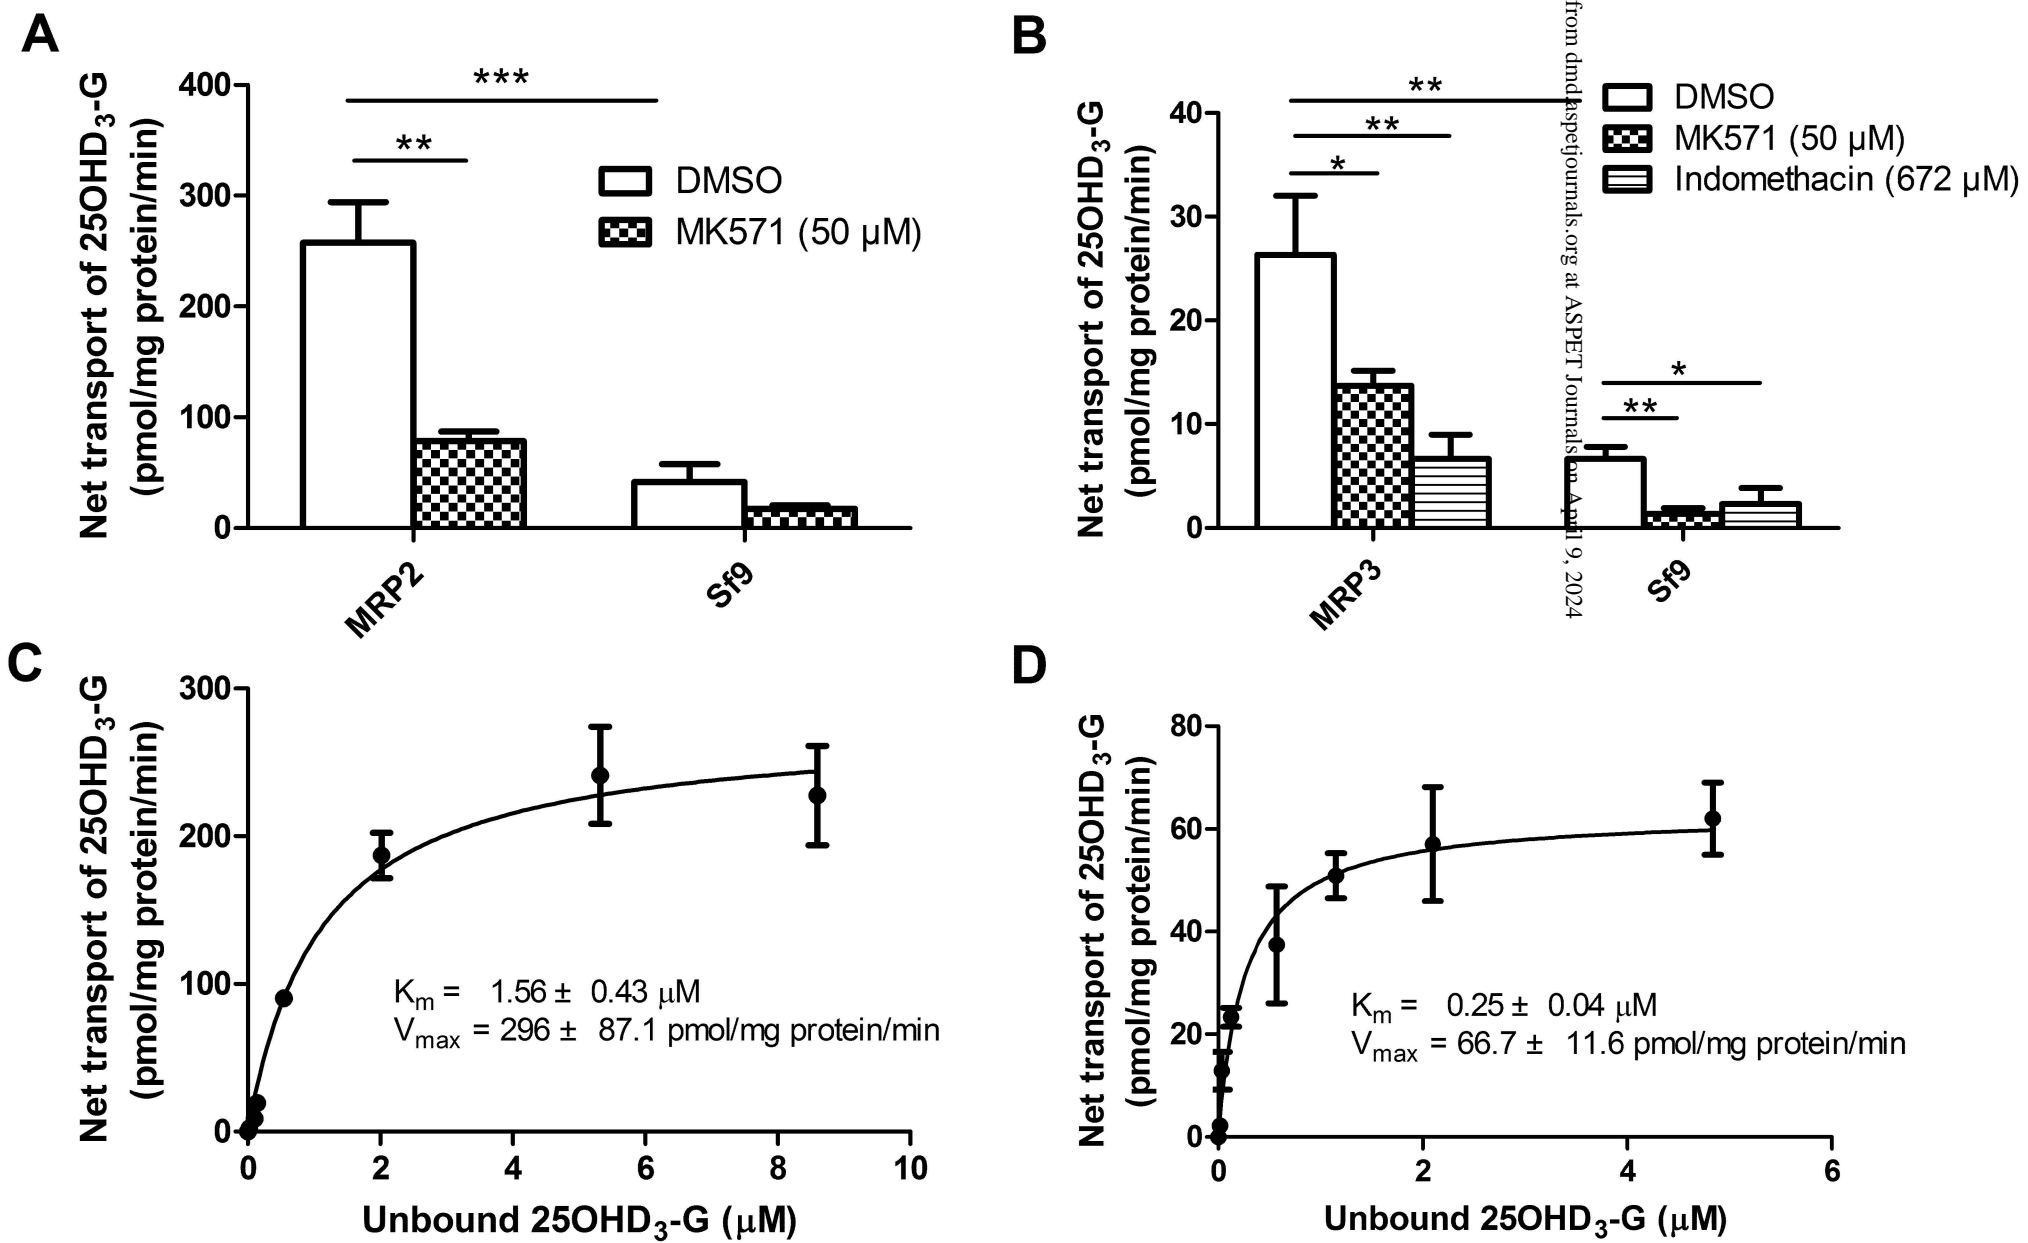 A
Net transport of 25OHD3-G
(pmol/mg protein/min)
400
300
200
100
0
***
**
DMSO
MK571 (50 µM)
MRP2
Sf9
B
Net transport of 25OHD3-G
(pmol/mg protein/min)
40
30
20
10
0
**
**
*
*
**
DMSO
MK571 (50 µM)
Indomethacin (672 µM)
MRP3
Sf9
from dmd.aspetjournals.org at ASPET Journals on April 9, 2024
C
Net transport of 25OHD3-G
(pmol/mg protein/min)
300
200
100
0
Km = 1.56 ± 0.43 µM
Vmax = 296 ± 87.1 pmol/mg protein/min
0 2 4 6 8 10
Unbound 25OHD3-G (µM)
D
Net transport of 25OHD3-G
(pmol/mg protein/min)
80
60
40
20
0
Km = 0.25 ± 0.04 µM
Vmax = 66.7 ± 11.6 pmol/mg protein/min
0 2 4 6
Unbound 25OHD3-G (µM)